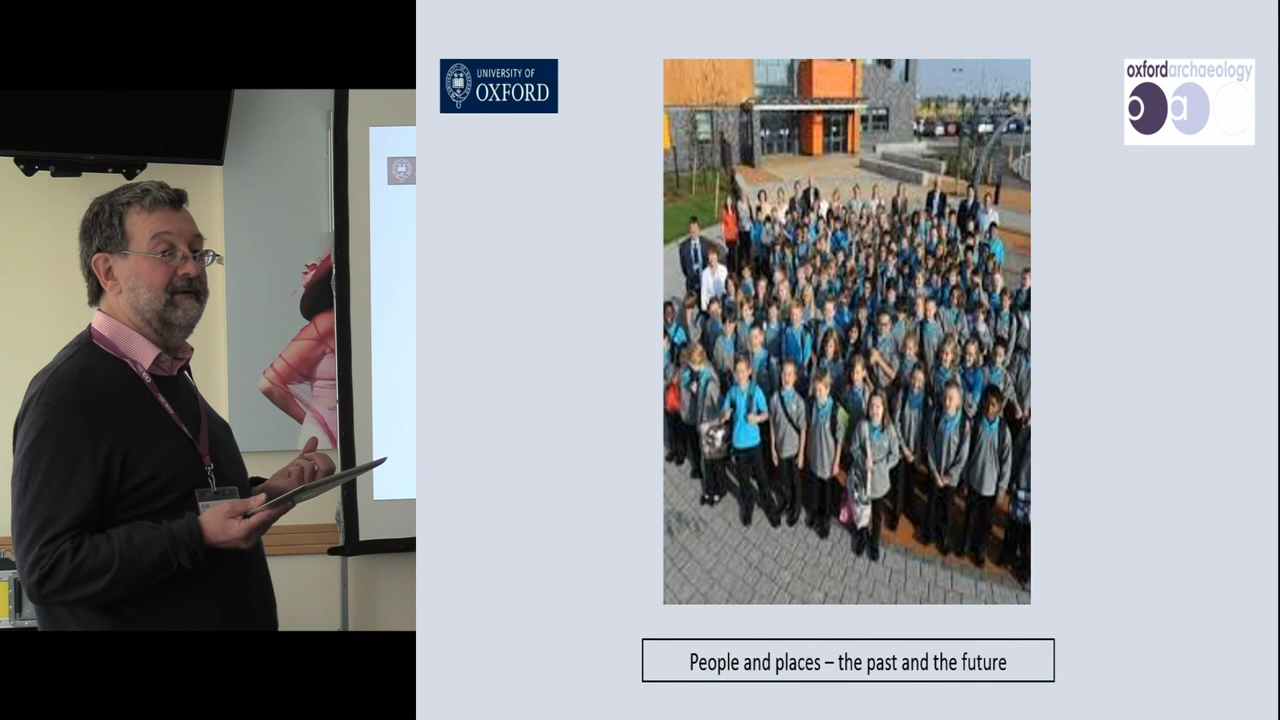 UNIVERSITY OF
OXFORD
oxfordarchaeology
o a
People and places – the past and the future